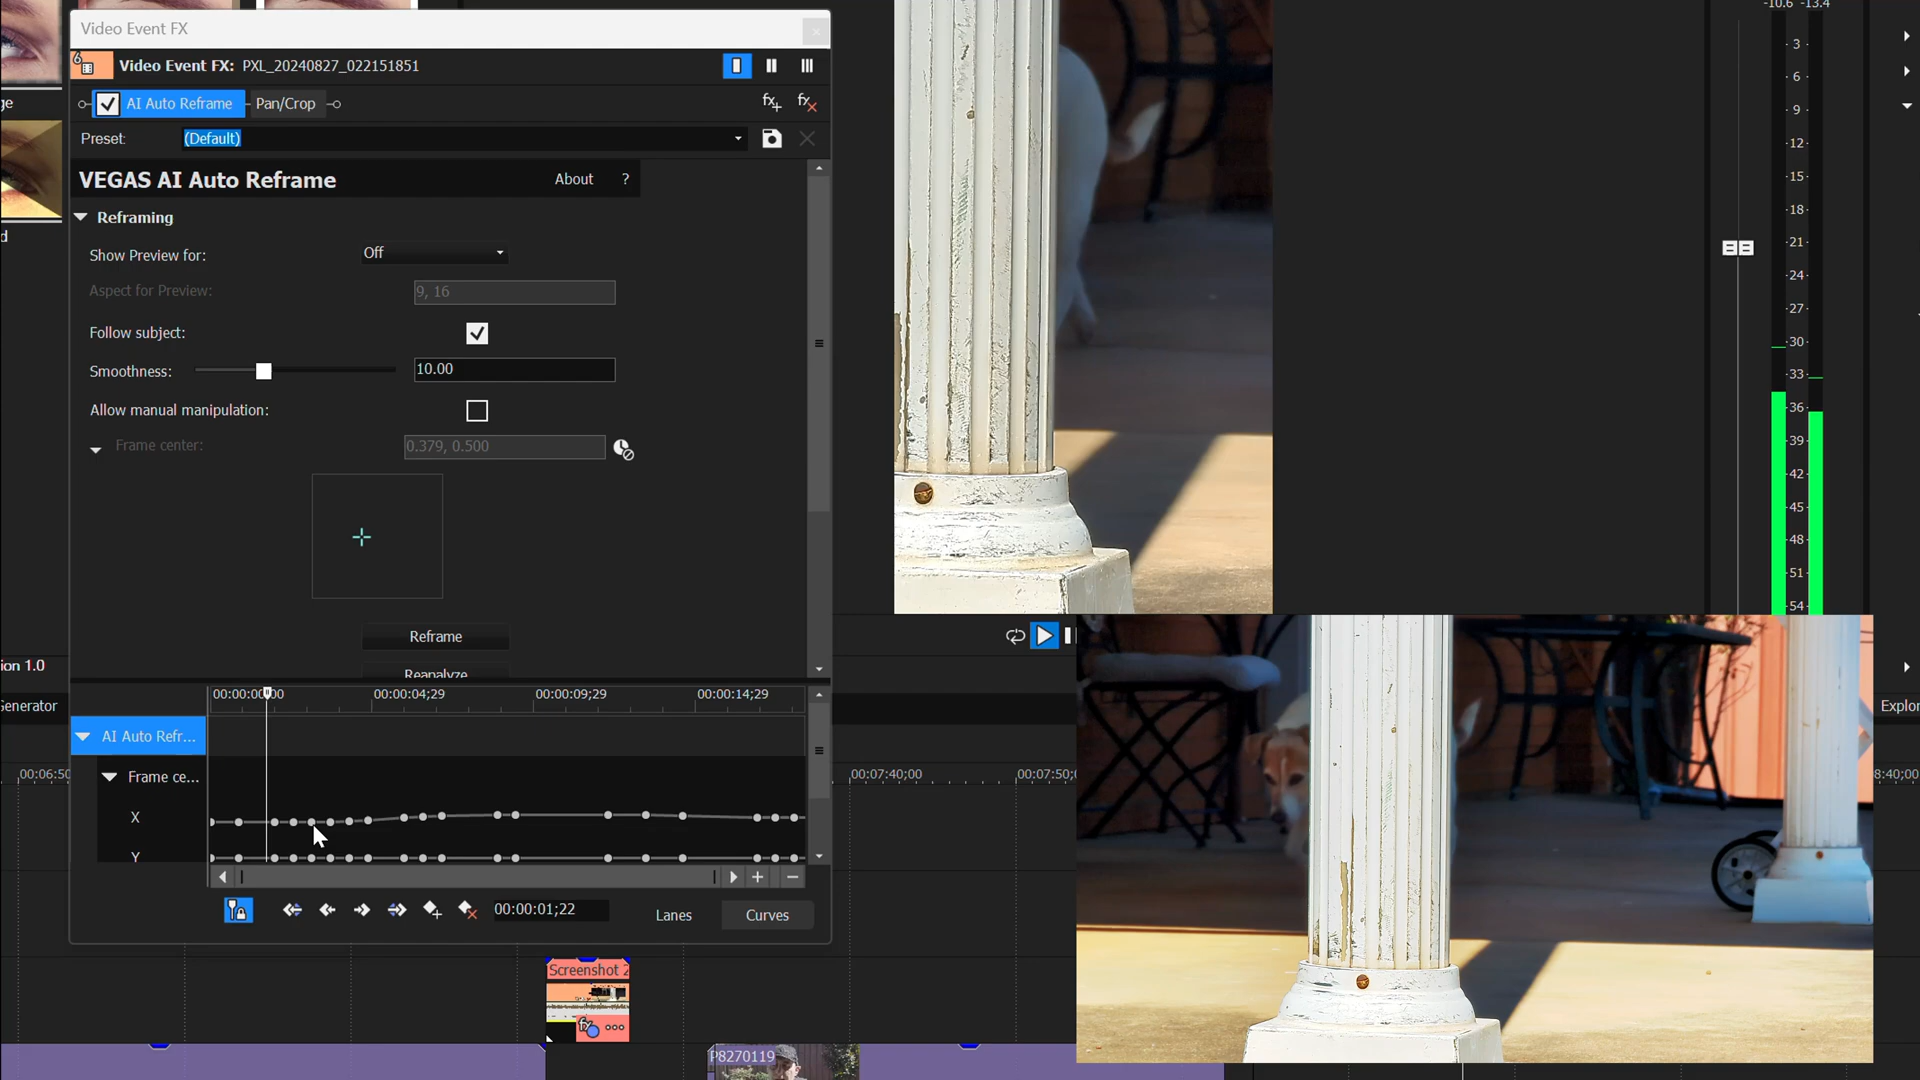 Video Event FX
Video Event FX: PXL_20240827_022151851
AI Auto Reframe
Pan/Crop
fx+ fx×
Preset: (Default)
VEGAS AI Auto Reframe
About ?
Reframing
Show Preview for: Off
Aspect for Preview: 9, 16
Follow subject:
Smoothness: 10.00
Allow manual manipulation:
Frame center: 0.379, 0.500
Reframe
Reanalyze
00:00:04;29 00:00:09;29 00:00:14;29
AI Auto Refr...
Frame ce...
X
Y
00:00:01;22
Lanes
Curves
ge
d
ion 1.0
Generator
00:06:50
00:07:40;00
00:07:50;0
8:40;00
Explor
Screenshot 2
fx
P8270119
-10.6 -13.4
3
6
9
12
15
18
21
24
27
30
33
36
39
42
45
48
51
54